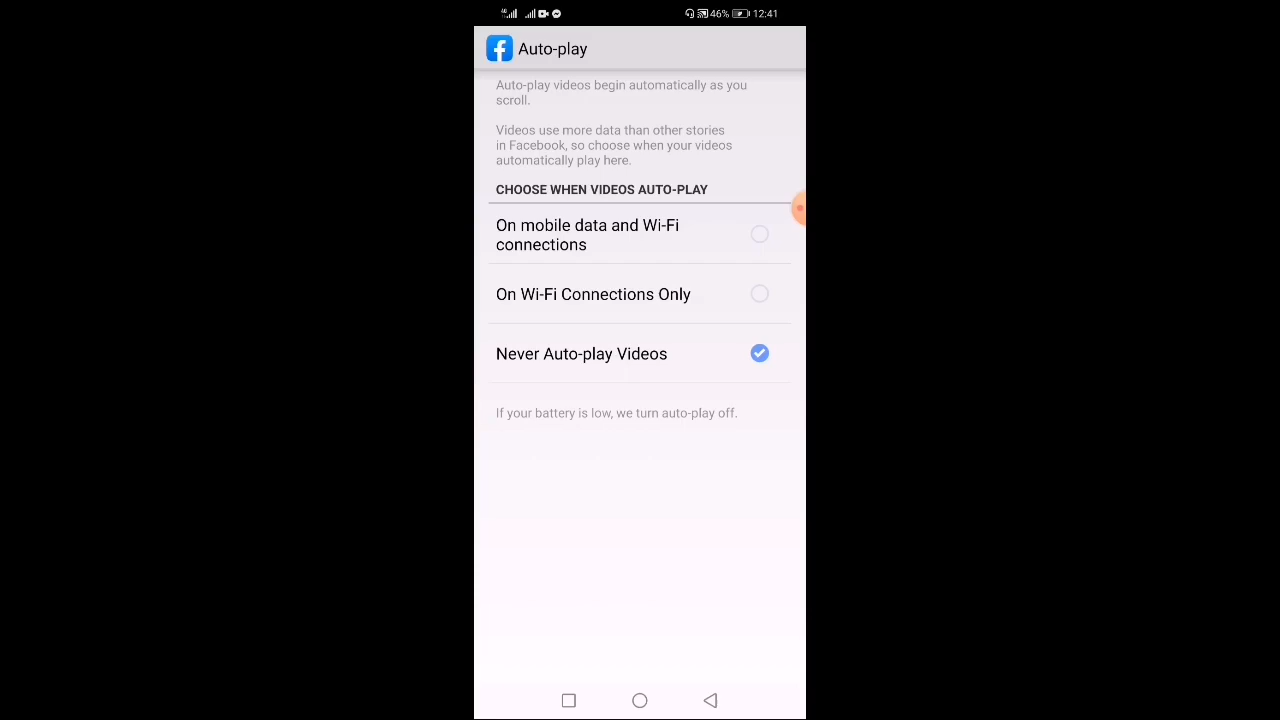 46% 12:41
Auto-play
Auto-play videos begin automatically as you
scroll.
Videos use more data than other stories
in Facebook, so choose when your videos
automatically play here.
CHOOSE WHEN VIDEOS AUTO-PLAY
On mobile data and Wi-Fi
connections
On Wi-Fi Connections Only
Never Auto-play Videos
If your battery is low, we turn auto-play off.